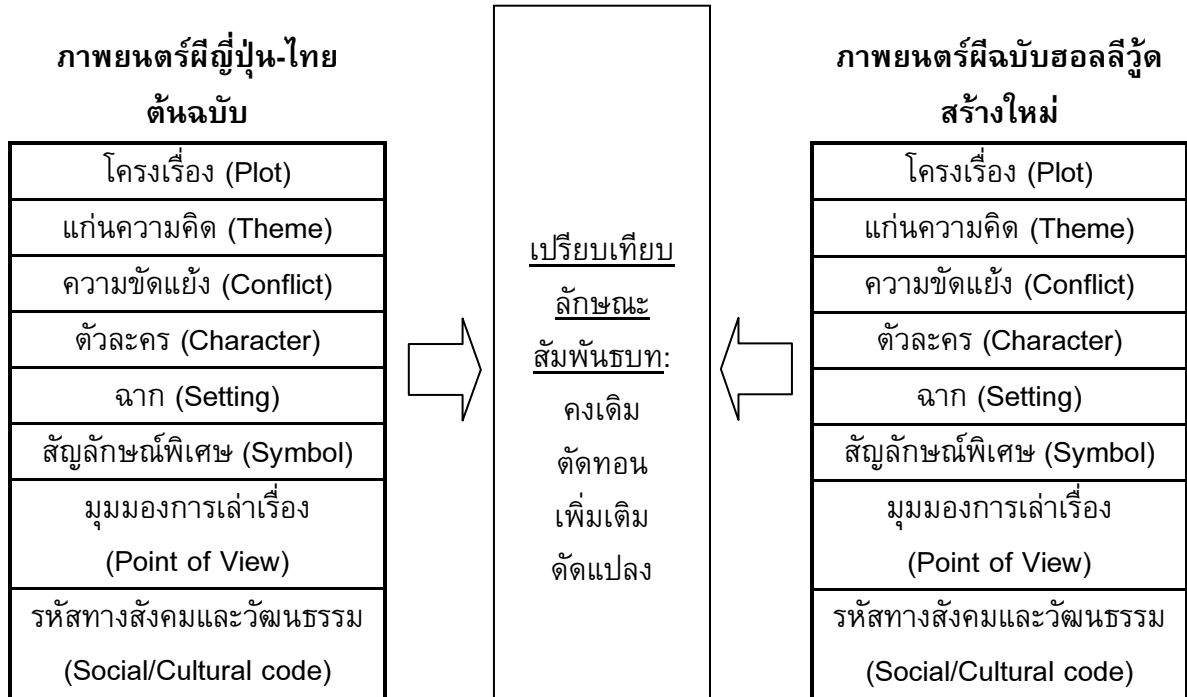 ภาพยนตร์ผีญี่ปุ่น-ไทย
ต้นฉบับ
โครงเรื่อง (Plot)
แก่นความคิด (Theme)
ความขัดแย้ง (Conflict)
ตัวละคร (Character)
ฉาก (Setting)
สัญลักษณ์พิเศษ (Symbol)
มุมมองการเล่าเรื่อง
(Point of View)
รหัสทางสังคมและวัฒนธรรม
(Social/Cultural code)
เปรียบเทียบ
ลักษณะ
สัมพันธบท:
คงเดิม
ตัดทอน
เพิ่มเติม
ดัดแปลง
ภาพยนตร์ผีฉบับฮอลลีวู้ด
สร้างใหม่
โครงเรื่อง (Plot)
แก่นความคิด (Theme)
ความขัดแย้ง (Conflict)
ตัวละคร (Character)
ฉาก (Setting)
สัญลักษณ์พิเศษ (Symbol)
มุมมองการเล่าเรื่อง
(Point of View)
รหัสทางสังคมและวัฒนธรรม
(Social/Cultural code)